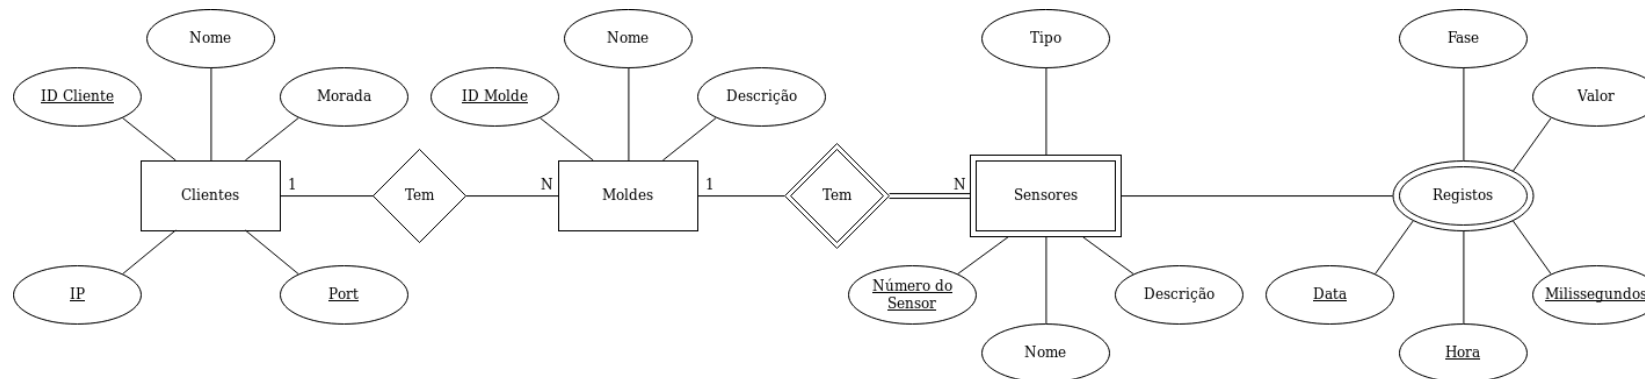 Nome
Nome
Tipo
Fase
ID Cliente
Morada
ID Molde
Descrição
Valor
Clientes
1
Tem
N
Moldes
1
Tem
N
Sensores
Registos
IP
Port
Número do
Sensor
Descrição
Data
Milissegundos
Nome
Hora